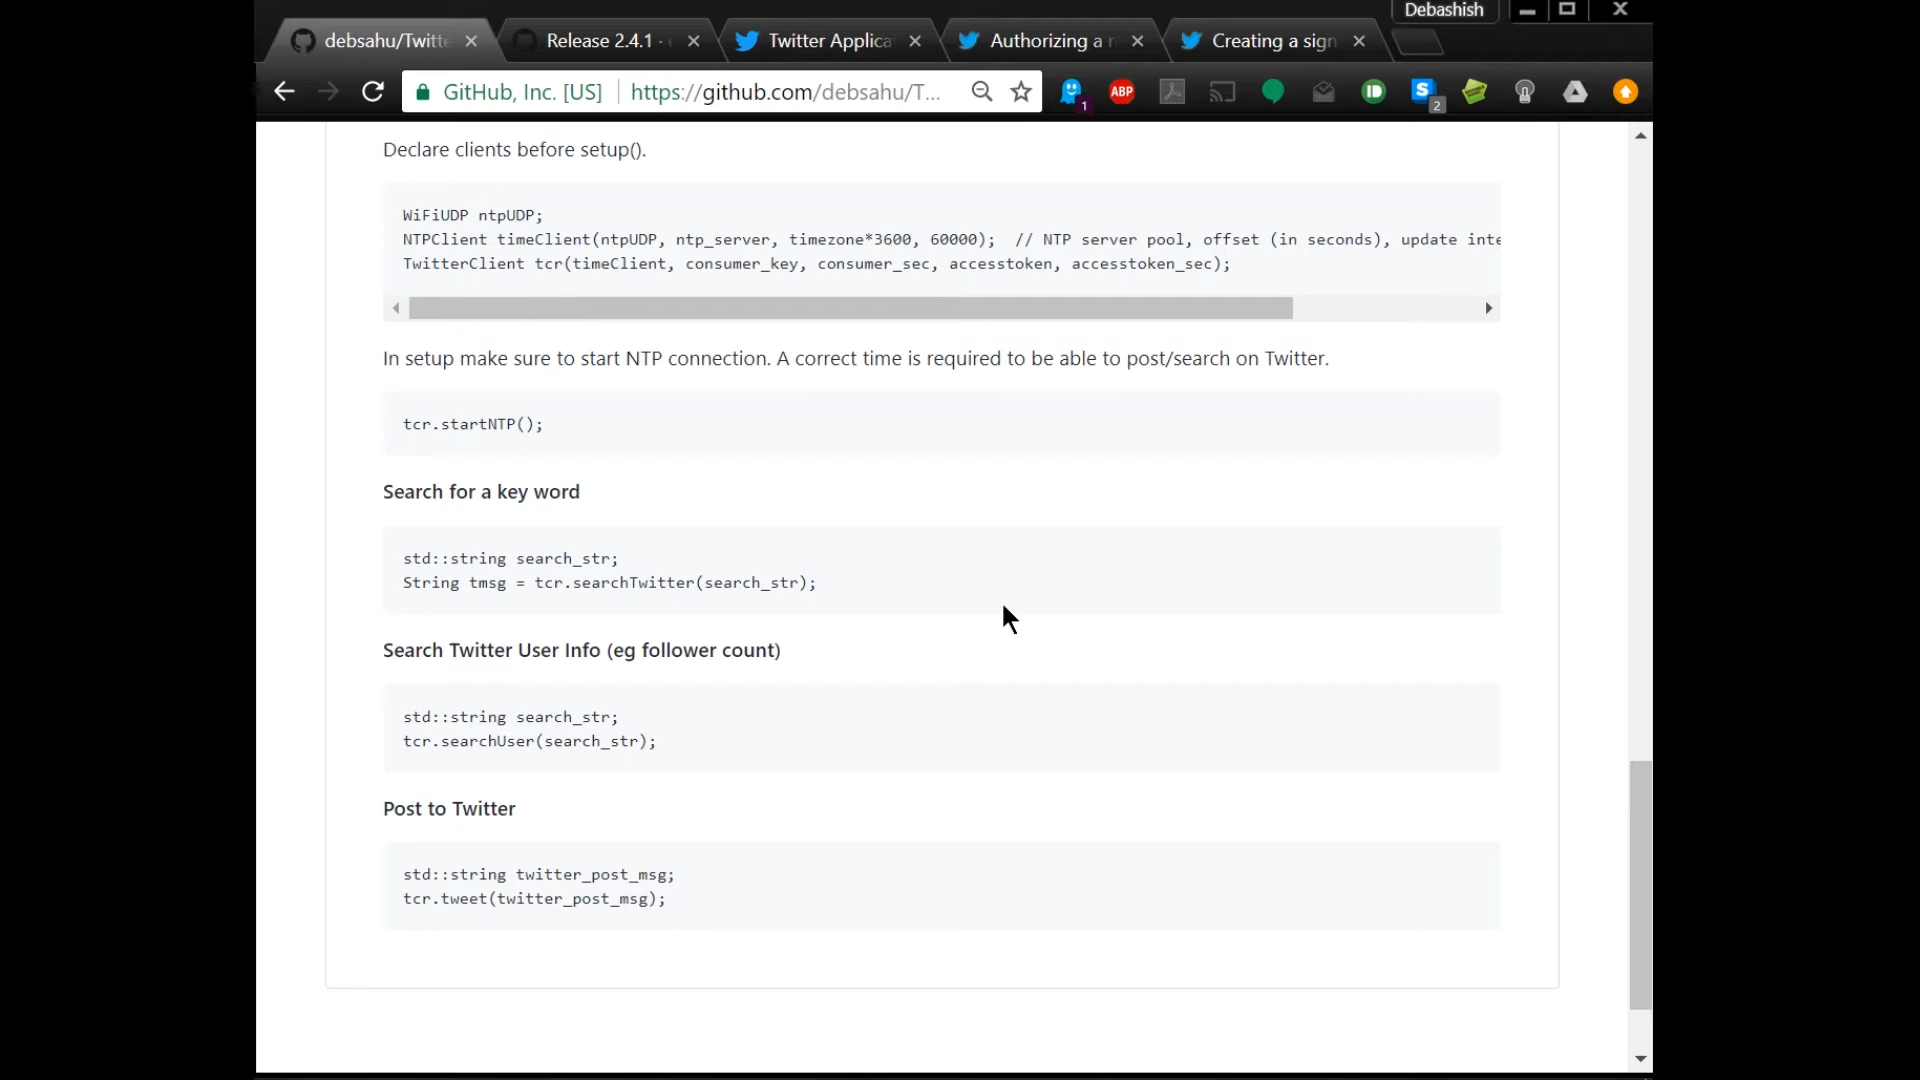 Debashish
debsahu/Twitte
Release 2.4.1 ·
Twitter Applica
Authorizing a r
Creating a sign
GitHub, Inc. [US]
https://github.com/debsahu/T...
1
ABP
S
2
Declare clients before setup().
WiFiUDP ntpUDP;
NTPClient timeClient(ntpUDP, ntp_server, timezone*3600, 60000);  // NTP server pool, offset (in seconds), update inte
TwitterClient tcr(timeClient, consumer_key, consumer_sec, accesstoken, accesstoken_sec);
In setup make sure to start NTP connection. A correct time is required to be able to post/search on Twitter.
tcr.startNTP();
Search for a key word
std::string search_str;
String tmsg = tcr.searchTwitter(search_str);
Search Twitter User Info (eg follower count)
std::string search_str;
tcr.searchUser(search_str);
Post to Twitter
std::string twitter_post_msg;
tcr.tweet(twitter_post_msg);